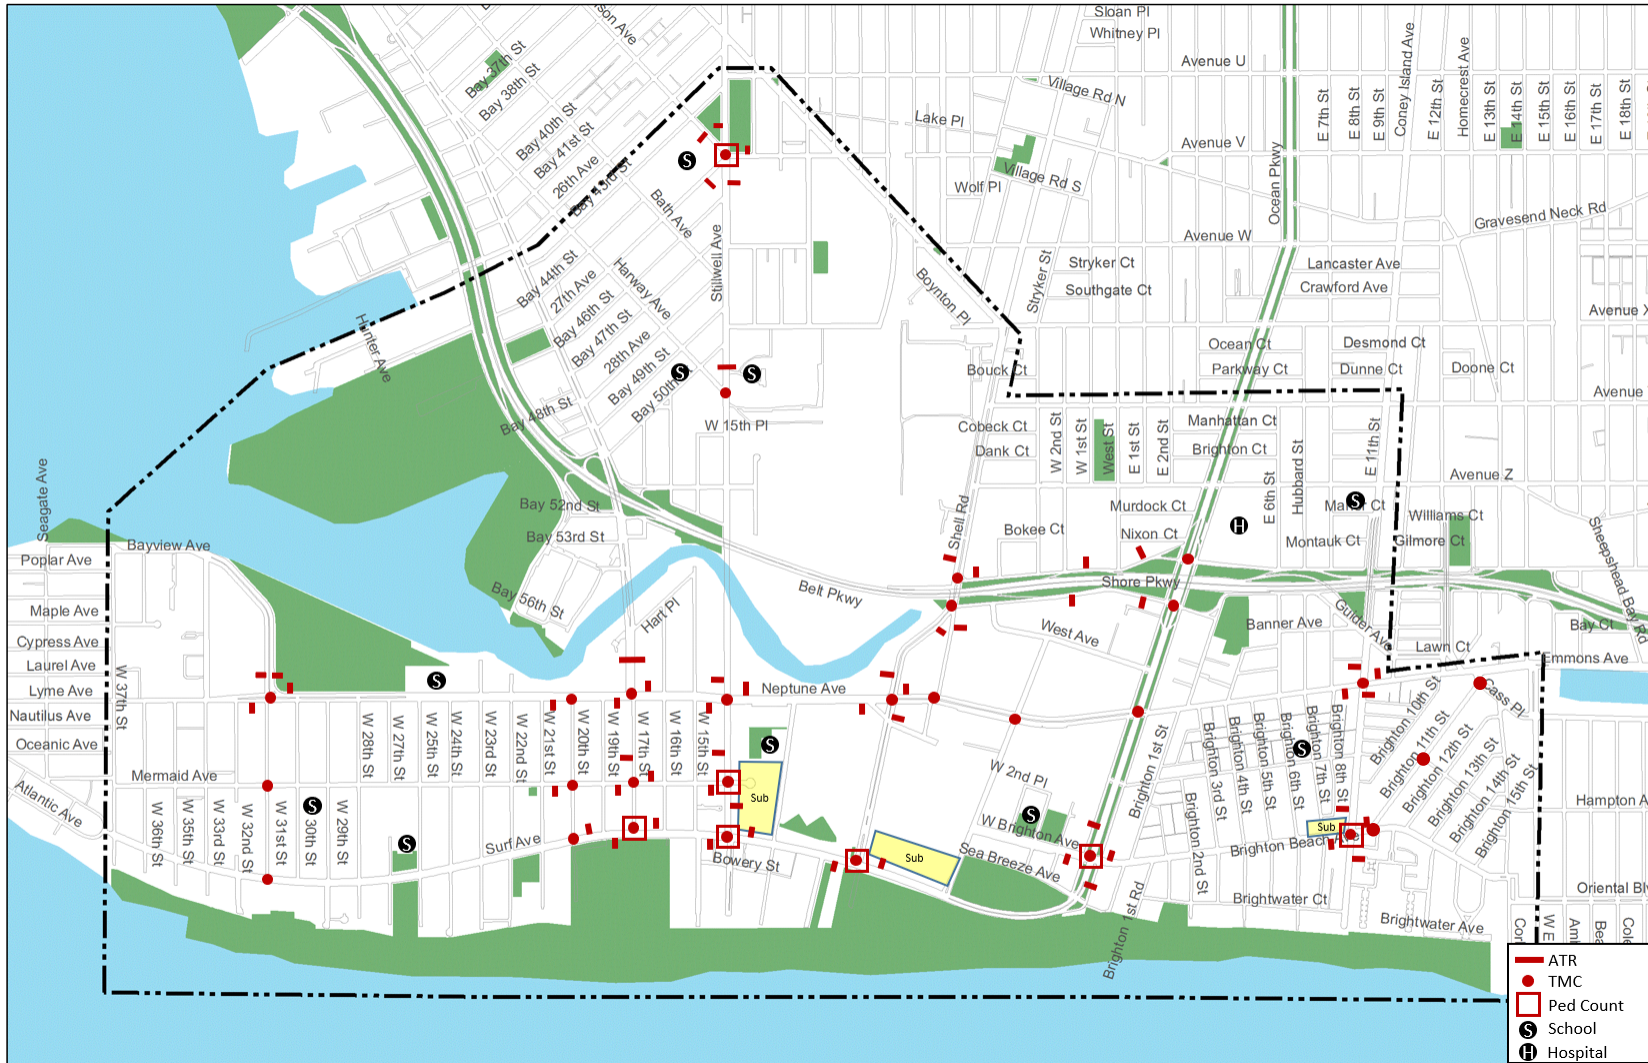 Sloan Pl
Whitney Pl
Avenue U
Bay 37th St
Bay 38th St
Village Rd N
Bay 40th St
Bay 41st St
26th Ave
Bay 43rd St
Lake Pl
Avenue V
Wolf Pl
Village Rd S
E 7th St
E 8th St
E 9th St
Coney Island Ave
E 12th St
Homecrest Ave
E 13th St
E 14th St
E 15th St
E 16th St
E 17th St
E 18th St
Ocean Pkwy
Gravesend Neck Rd
Bath Ave
Stillwell Ave
Avenue W
Bay 44th St
27th Ave
Harway Ave
Bay 46th St
Bay 47th St
28th Ave
Bay 49th St
Bay 50th
Bay 48th St
Boynton Pl
Stryker St
Stryker Ct
Southgate Ct
Lancaster Ave
Crawford Ave
Avenue X
Hunter Ave
Ocean Ct
Parkway Ct
Desmond Ct
Dunne Ct
Doone Ct
Bouck Ct
Avenue
W 15th Pl
Cobeck Ct
Dank Ct
W 2nd St
W 1st St
West St
E 1st St
E 2nd St
Manhattan Ct
Brighton Ct
E 11th St
Hubbard St
E 6th St
Avenue Z
Seagate Ave
Bay 52nd St
Bay 53rd St
Bay 56th St
Shell Rd
Bokee Ct
Murdock Ct
Nixon Ct
Montauk Ct
Williams Ct
Gilmore Ct
Sheepshead Bay Rd
Poplar Ave
Bayview Ave
Belt Pkwy
Shore Pkwy
Hart Pl
West Ave
Banner Ave
Guider Ave
Bay Ct
Lawn Ct
Emmons Ave
Maple Ave
Cypress Ave
Laurel Ave
Lyme Ave
Nautilus Ave
Oceanic Ave
Atlantic Ave
W 37th St
Neptune Ave
Cass Pl
W 28th St
W 27th St
W 25th St
W 24th St
W 23rd St
W 22nd St
W 21st St
W 20th St
W 19th St
W 17th St
W 16th St
W 15th St
Mermaid Ave
W 36th St
W 35th St
W 33rd St
W 32nd St
W 31st St
W 30th St
W 29th St
Surf Ave
Bowery St
Sub
Sub
Sub
W 2nd Pl
W Brighton Ave
Sea Breeze Ave
Brighton 1st St
Brighton 1st Rd
Brighton 2nd St
Brighton 3rd St
Brighton 4th St
Brighton 5th St
Brighton 6th St
Brighton 7th St
Brighton 8th St
Brighton 10th St
Brighton 11th St
Brighton 12th St
Brighton 13th St
Brighton 14th St
Brighton 15th St
Brighton Beach Ave
Brightwater Ct
Brightwater Ave
Hampton A
Oriental Blv
Cor
W E
Am
Bea
Cole
ATR
TMC
Ped Count
S School
H Hospital